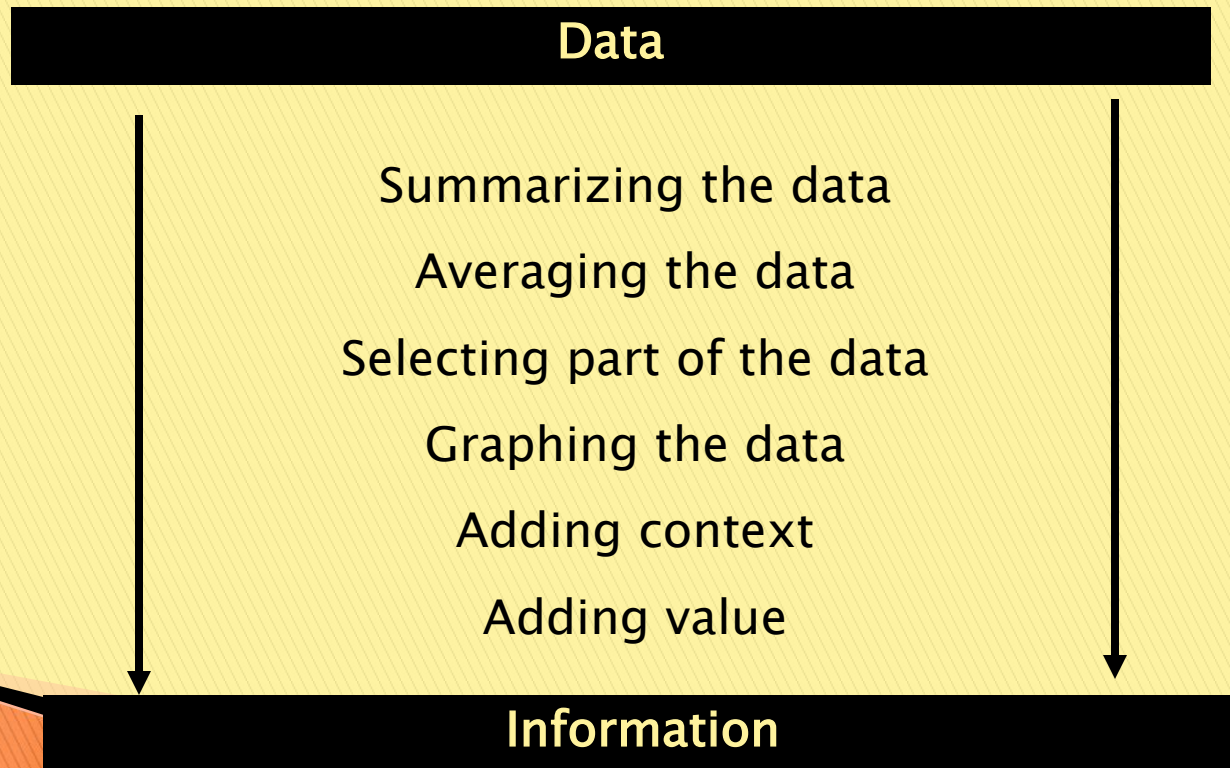 Data
Summarizing the data
Averaging the data
Selecting part of the data
Graphing the data
Adding context
Adding value
Information